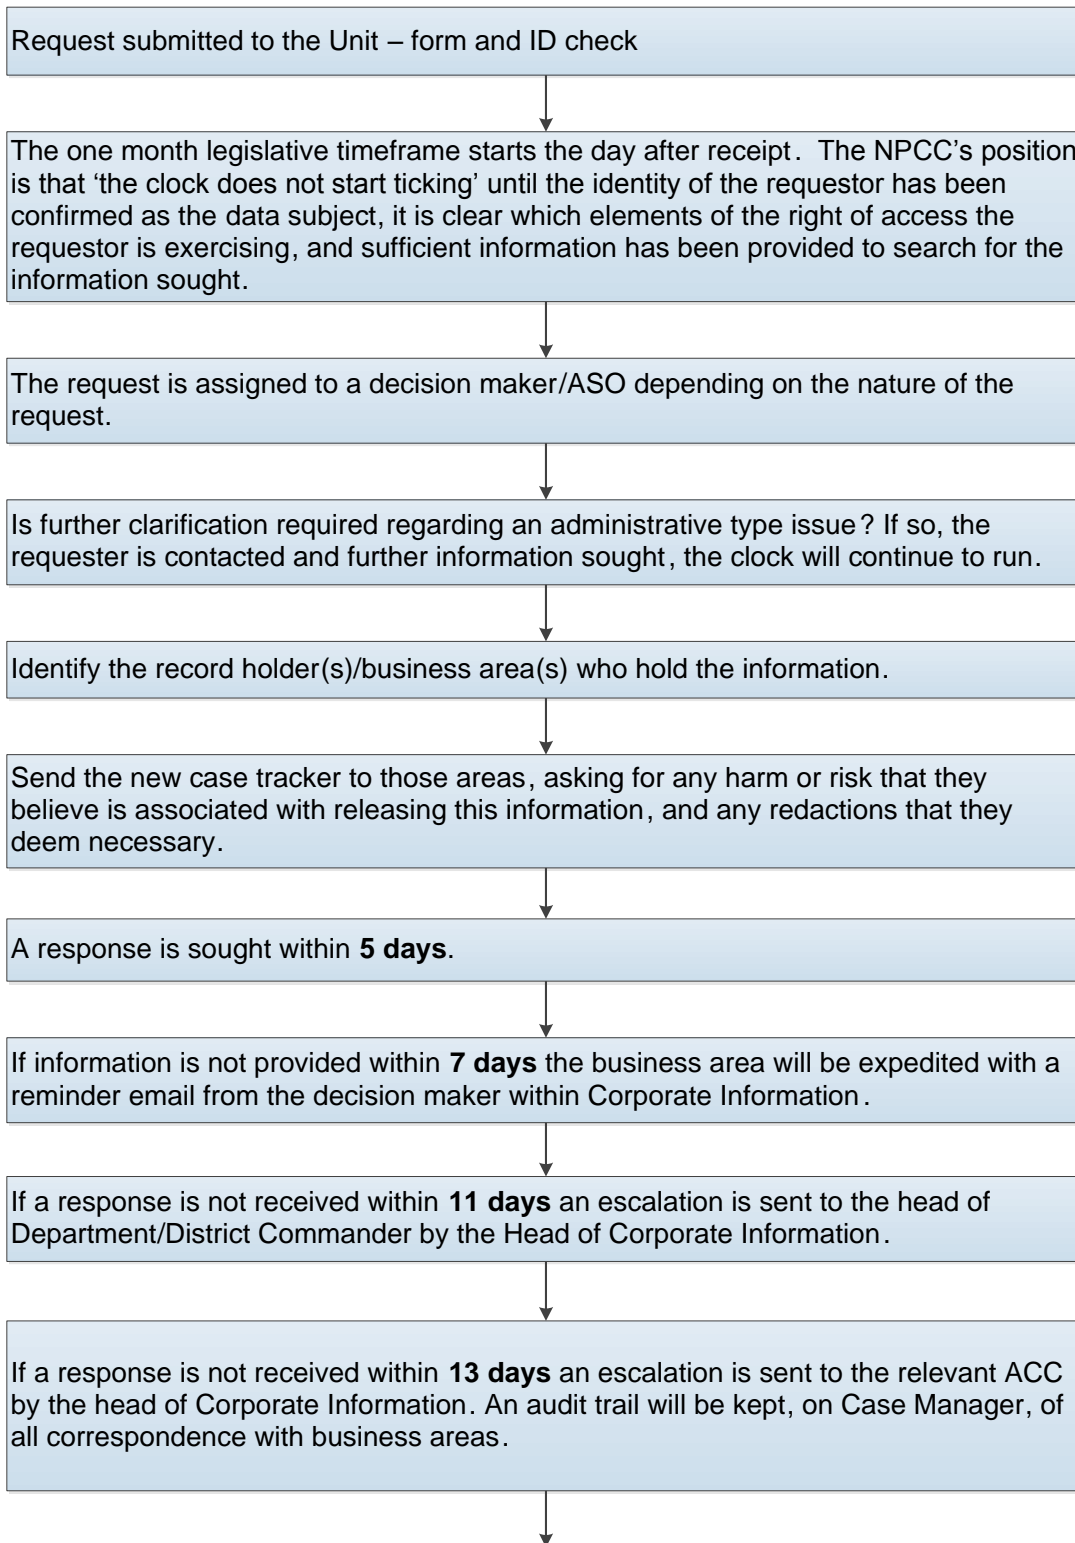 Request submitted to the Unit – form and ID check
The one month legislative timeframe starts the day after receipt.  The NPCC's position
is that 'the clock does not start ticking' until the identity of the requestor has been
confirmed as the data subject, it is clear which elements of the right of access the
requestor is exercising, and sufficient information has been provided to search for the
information sought.
The request is assigned to a decision maker/ASO depending on the nature of the
request.
Is further clarification required regarding an administrative type issue? If so, the
requester is contacted and further information sought, the clock will continue to run.
Identify the record holder(s)/business area(s) who hold the information.
Send the new case tracker to those areas, asking for any harm or risk that they
believe is associated with releasing this information, and any redactions that they
deem necessary.
A response is sought within 5 days.
If information is not provided within 7 days the business area will be expedited with a
reminder email from the decision maker within Corporate Information.
If a response is not received within 11 days an escalation is sent to the head of
Department/District Commander by the Head of Corporate Information.
If a response is not received within 13 days an escalation is sent to the relevant ACC
by the head of Corporate Information. An audit trail will be kept, on Case Manager, of
all correspondence with business areas.